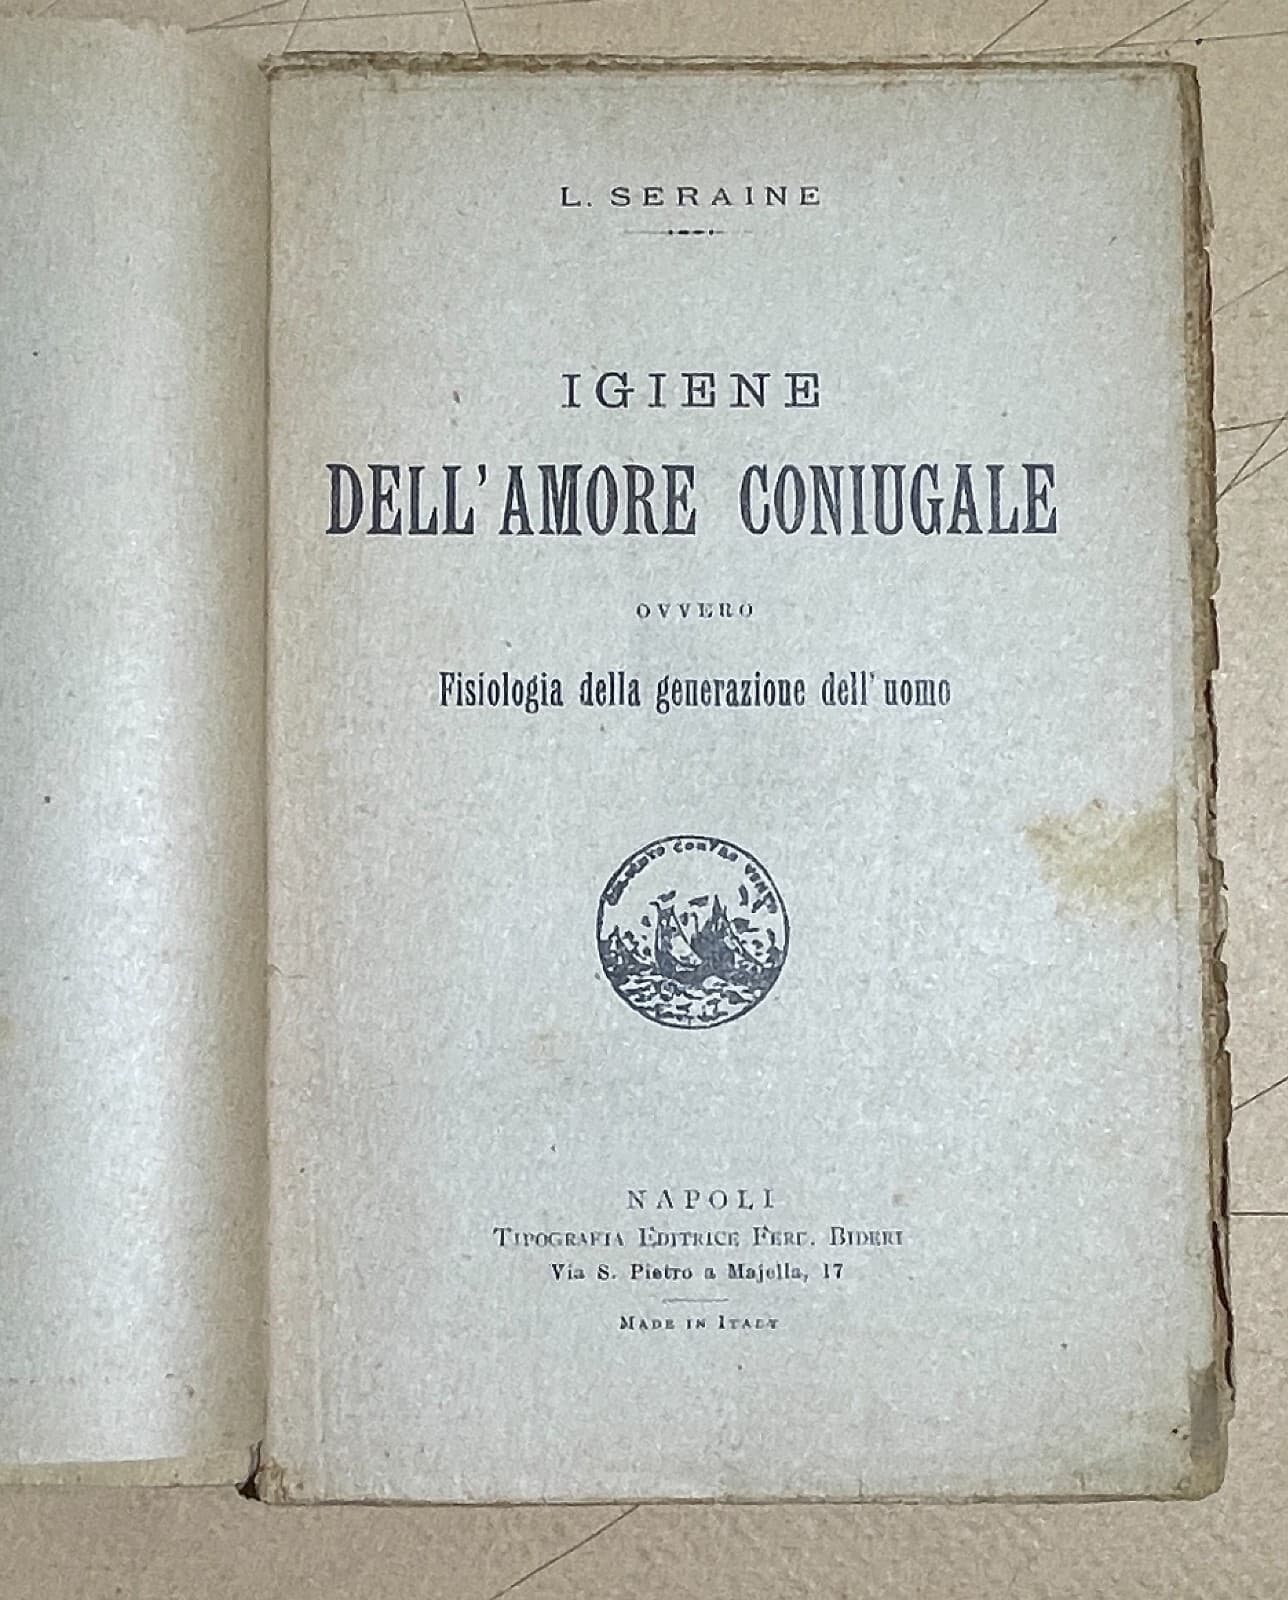 L. SERAINE
IGIENE
DELL'AMORE CONIUGALE
OVVERO
Fisiologia della generazione dell'uomo
CONTRO
NAPOLI
TIPOGRAFIA EDITRICE FERD. BIDERI
Via S. Pietro a Majella, 17
MADE IN ITALY